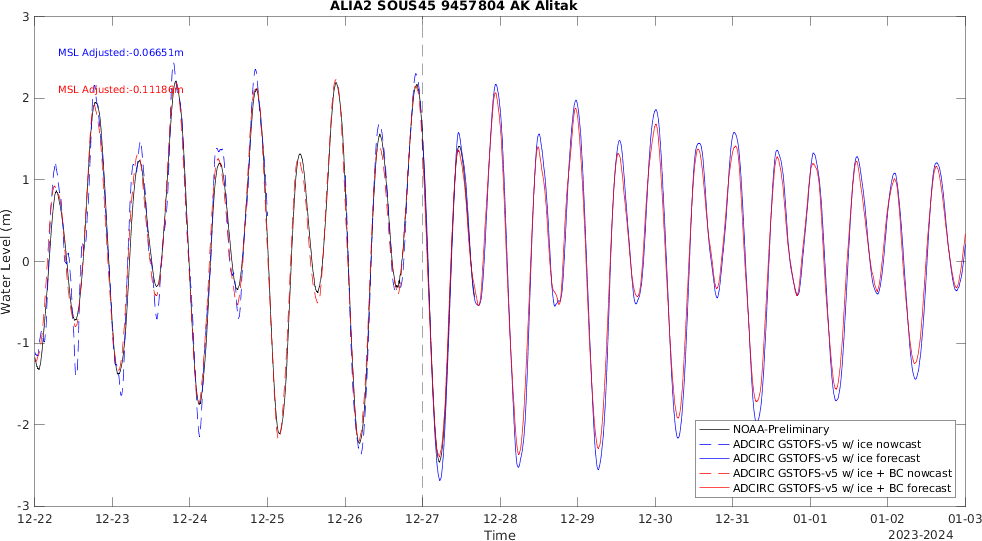 ALIA2 SOUS45 9457804 AK Alitak
3
MSL Adjusted:-0.06651m
MSL Adjusted:-0.11186m
2
1
0
-1
-2
-3
Water Level (m)
NOAA-Preliminary
ADCIRC GSTOFS-v5 w/ ice nowcast
ADCIRC GSTOFS-v5 w/ ice forecast
ADCIRC GSTOFS-v5 w/ ice + BC nowcast
ADCIRC GSTOFS-v5 w/ ice + BC forecast
12-22 12-23 12-24 12-25 12-26 12-27 12-28 12-29 12-30 12-31 01-01 01-02 01-03
Time
2023-2024